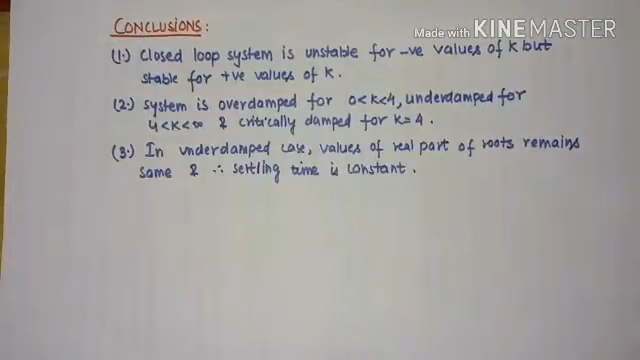 CONCLUSIONS:
Made with KINEMASTER
(1.) Closed loop system is unstable for -ve values of k but
stable for +ve values of k.
(2.) System is overdamped for 0<k<4, underdamped for
4<k<∞ & critically damped for k=4.
(3.) In underdamped case, values of real part of roots remains
same & ∴ settling time is constant.